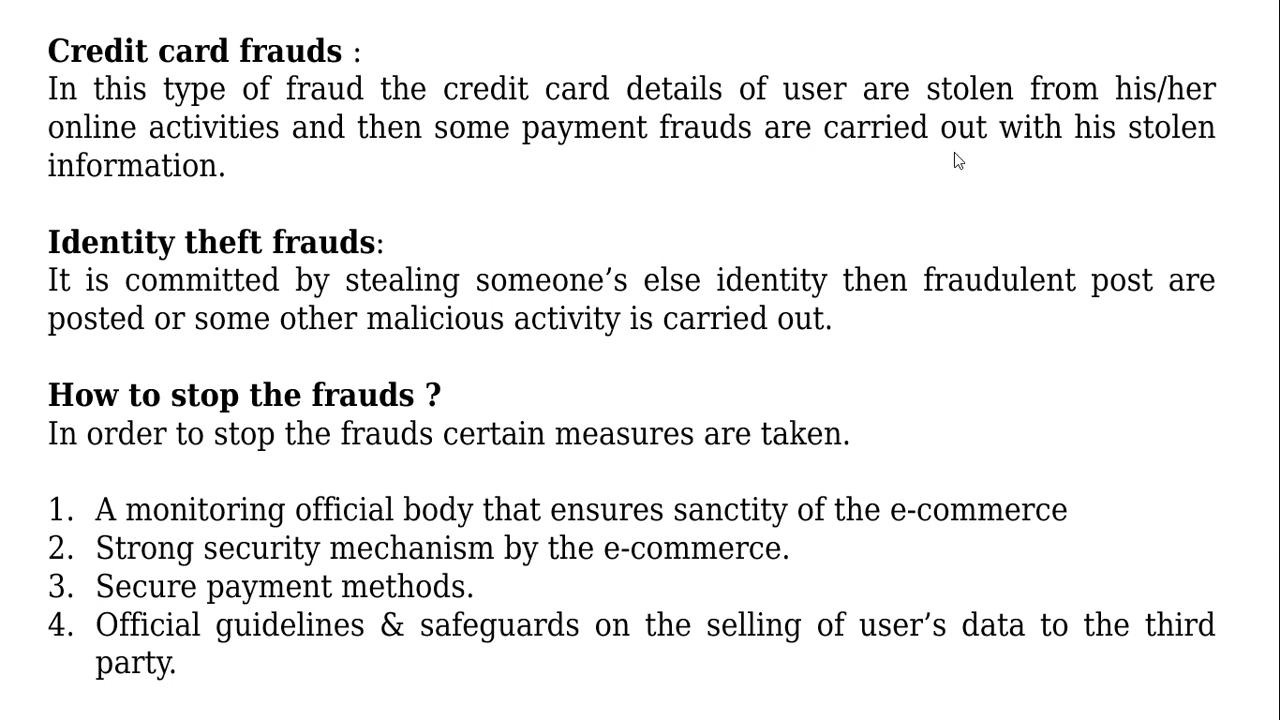 Credit card frauds :
In this type of fraud the credit card details of user are stolen from his/her
online activities and then some payment frauds are carried out with his stolen
information.
Identity theft frauds:
It is committed by stealing someone’s else identity then fraudulent post are
posted or some other malicious activity is carried out.
How to stop the frauds ?
In order to stop the frauds certain measures are taken.
1. A monitoring official body that ensures sanctity of the e-commerce
2. Strong security mechanism by the e-commerce.
3. Secure payment methods.
4. Official guidelines & safeguards on the selling of user’s data to the third
party.